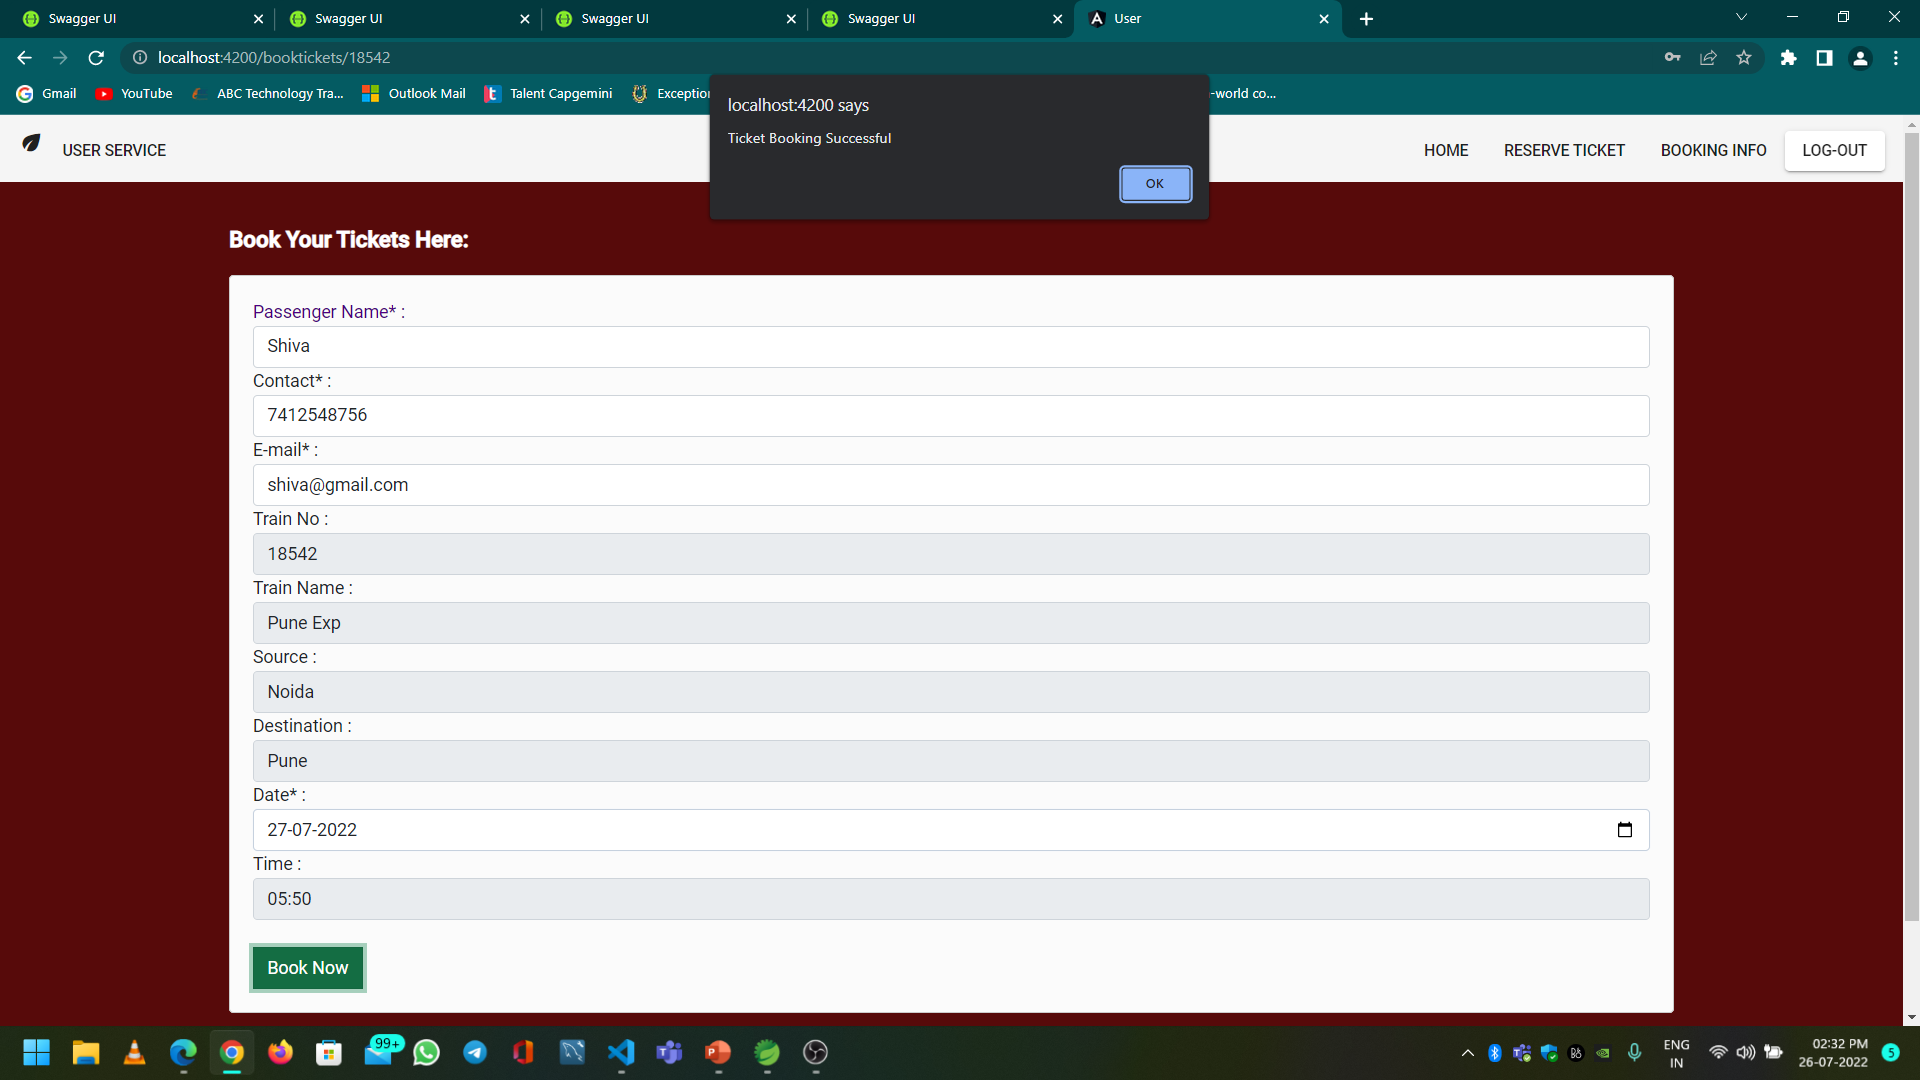 Swagger UI
Swagger UI
Swagger UI
Swagger UI
User
localhost:4200/booktickets/18542
Gmail
YouTube
ABC Technology Tra...
Outlook Mail
Talent Capgemini
Exception
-world co...
localhost:4200 says
Ticket Booking Successful
OK
USER SERVICE
HOME
RESERVE TICKET
BOOKING INFO
LOG-OUT
Book Your Tickets Here:
Passenger Name* :
Shiva
Contact* :
7412548756
E-mail* :
shiva@gmail.com
Train No :
18542
Train Name :
Pune Exp
Source :
Noida
Destination :
Pune
Date* :
27-07-2022
Time :
05:50
Book Now
99+
ENG
IN
02:32 PM
26-07-2022
5